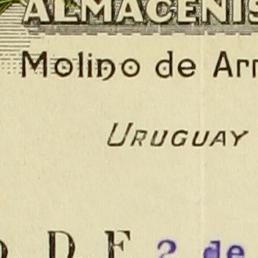 ALMACENIS
Molino de Arr
URUGUAY
D F 2 de